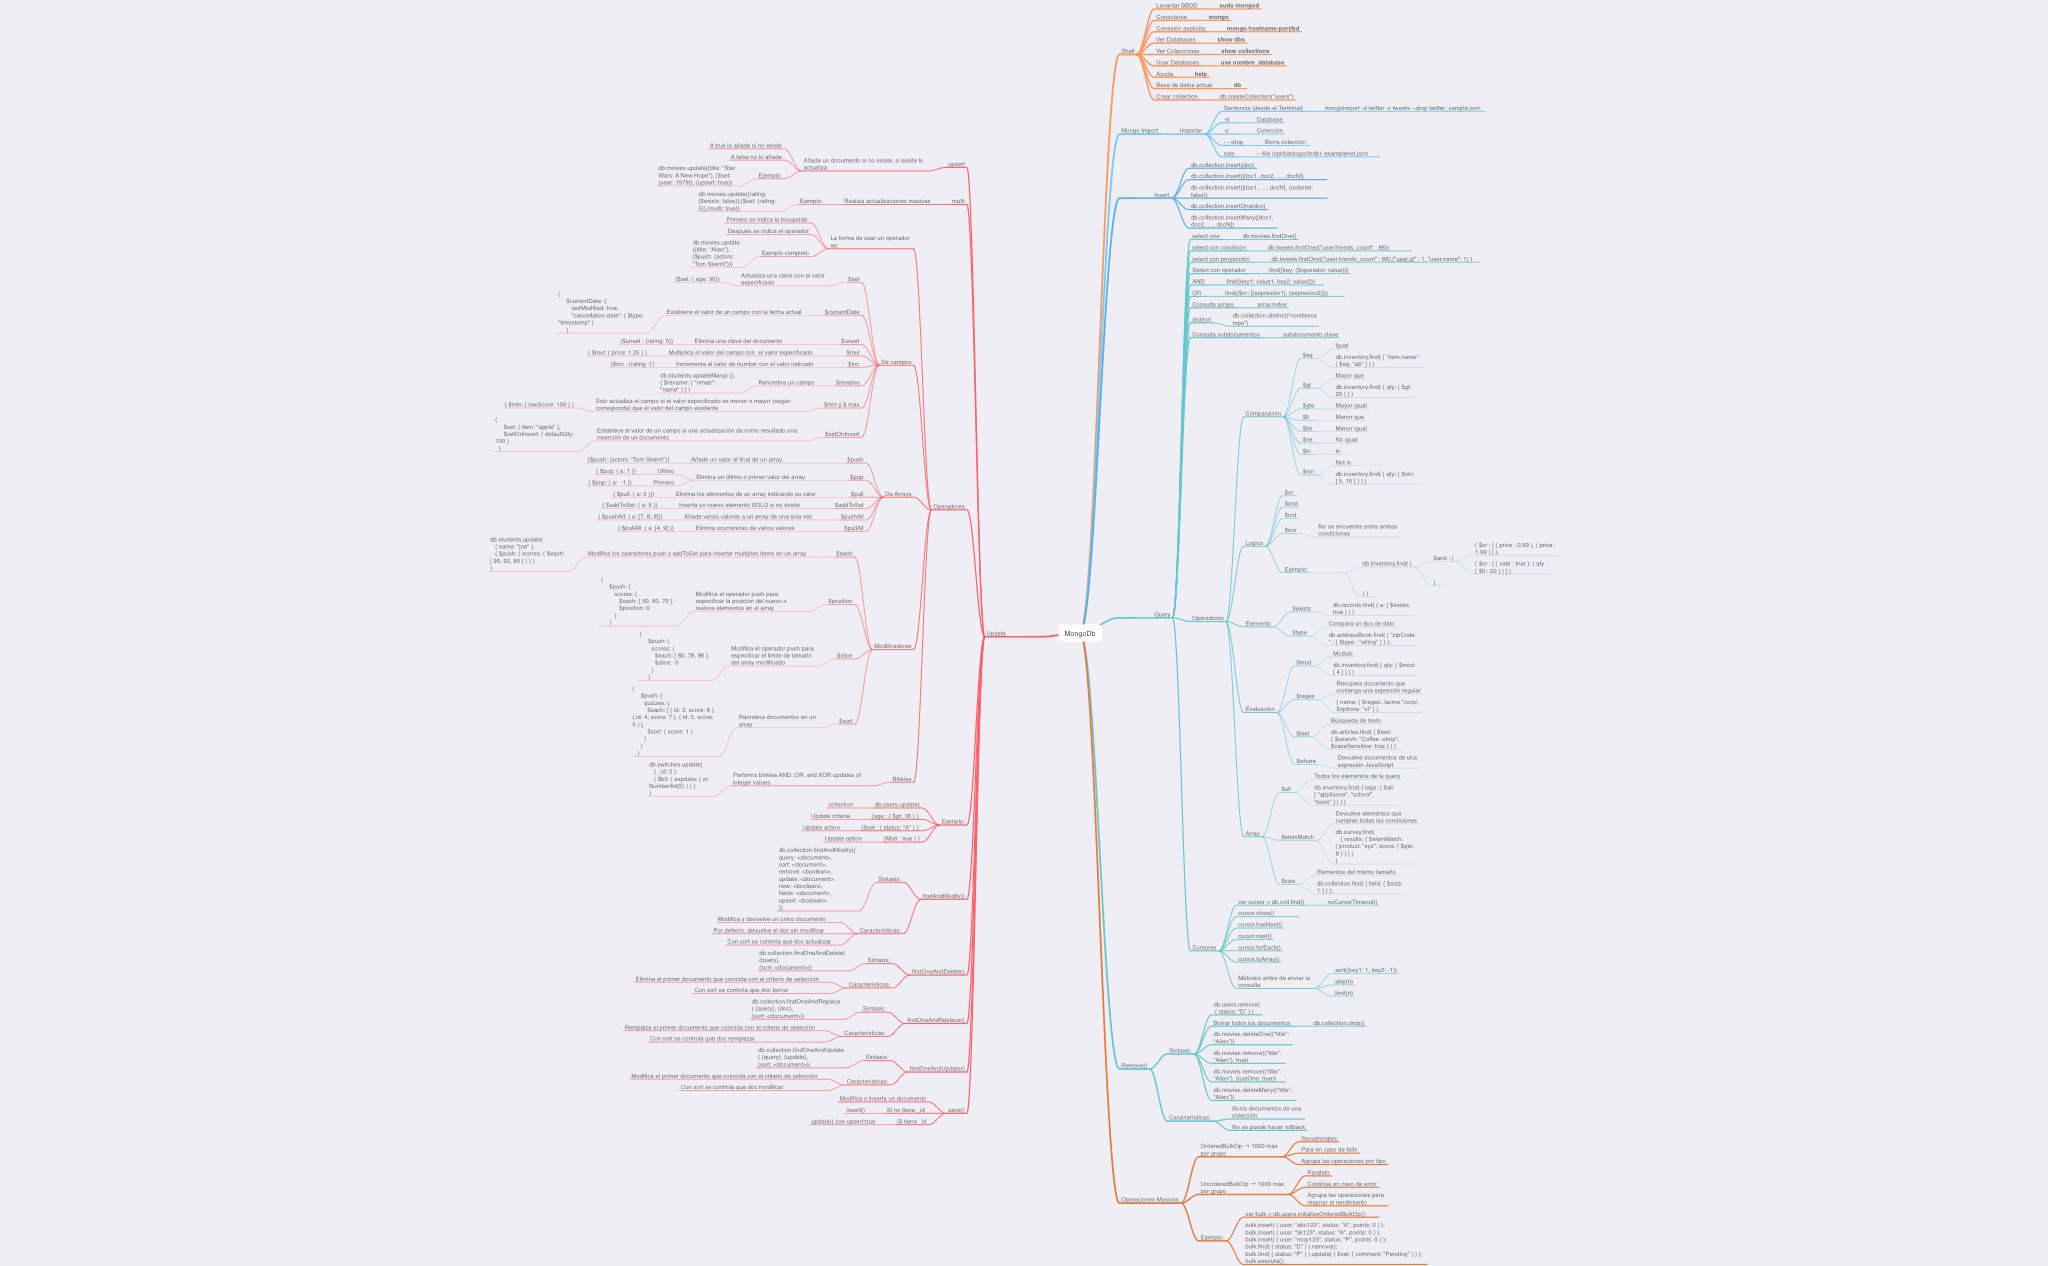 MongoDb
Shell
Levantar BBDD sudo mongod
Conectarse mongo
Conexión explícita mongo hostname:port/bd
Ver Databases show dbs
Ver Colecciones show collections
Usar Databases use nombre_database
Ayuda help
Base de datos actual db
Crear collection db.createCollection("users")
Mongo Import Importar
Sentencia (desde el Terminal) mongoimport -d twitter -c tweets --drop twitter_sample.json
-d Database
-c Colección
- - drop Borra colección
ruta - -file /opt/backups/mdb1-examplenet.json
Insert
db.collection.insert(doc)
db.collection.insert([doc1, doc2, ..., docN])
db.collection.insert([doc1, ..., docN], {ordered:
false})
db.collection.insertOne(doc)
db.collection.insertMany([doc1,
doc2, ..., docN])
Query
select one db.movies.findOne()
select con condición db.tweets.findOne({"user.friends_count" : 88})
select con proyección db.tweets.findOne({"user.friends_count" : 88},{"user.id" : 1, "user.name": 1} )
Select con operador find({key: {$operador: value}})
AND find({key1: value1, key2: value2})
OR find({$or: [{expresión1}, {expresión2}]})
Consulta arrays array.index
distinct db.collection.distinct("nombreca
mpo")
Consulta subdocumentos subdocumento.clave
Operadores
Comparación
$eq
Igual
db.inventory.find( { "item.name":
{ $eq: "ab" } } )
$gt
Mayor que
db.inventory.find( { qty: { $gt:
20 } } )
$gte Mayor igual
$lt Menor que
$lte Menor igual
$ne No igual
$in in
$nin
Not in
db.inventory.find( { qty: { $nin:
[ 5, 15 ] } } )
Logico
$or
$and
$not
$nor
No se encuentra entre ambas
condiciones
Ejemplo:
db.inventory.find( {
$and : [
{ $or : [ { price : 0.99 }, { price :
1.99 } ] },
{ $or : [ { sale : true }, { qty :
{ $lt : 20 } } ] }
]
} )
Elemento
$exists
db.records.find( { a: { $exists:
true } } )
$type
Compara un tipo de dato
db.addressBook.find( { "zipCode
" : { $type : "string" } } );
Evaluación
$mod
Modulo
db.inventory.find( { qty: { $mod:
[ 4 ] } } )
$regex
Recupera documento que
contenga una expresión regular
{ name: { $regex: /acme.*corp/,
$options: "si" } }
$text
Búsqueda de texto
db.articles.find( { $text:
{ $search: "Coffee -shop",
$caseSensitive: true } } )
$where
Devuelve documentos de una
expresión JavaScript
Array
$all
Todos los elementos de la query
db.inventory.find( { tags: { $all:
[ "appliance", "school",
"book" ] } } )
$elemMatch
Devuelve elementos que
cumplan todas las condiciones
db.survey.find(
{ results: { $elemMatch:
{ product: "xyz", score: { $gte:
8 } } } }
)
$size
Elementos del mismo tamaño
db.collection.find( { field: { $size:
1 } } );
Cursores
var cursor = db.coll.find() .noCursorTimeout()
cursor.close()
cursor.hasNext()
cursor.next()
cursor.forEach()
cursor.toArray()
Métodos antes de enviar la
consulta
.sort({key1: 1, key2: -1})
.skip(n)
.limit(n)
Remove()
Sintaxis:
db.users.remove(
{ status: "D" } )
Borrar todos los documentos: db.collection.drop()
db.movies.deleteOne({"title":
"Alien"})
db.movies.remove({"title":
"Alien"}, true)
db.movies.remove({"title":
"Alien"}, {justOne: true})
db.movies.deleteMany({"title":
"Alien"})
Características:
Borra documentos de una
colección
No se puede hacer rollback
Operaciones Masivas
OrderedBulkOp → 1000 máx
por grupo
Secuenciales
Para en caso de fallo
Agrupa las operaciones por tipo
UnorderedBulkOp → 1000 máx
por grupo
Paralelo
Continúa en caso de error
Agrupa las operaciones para
mejorar el rendimiento
Ejemplo:
var bulk = db.users.initializeOrderedBulkOp();
bulk.insert( { user: "abc123", status: "A", points: 0 } );
bulk.insert( { user: "ijk123", status: "A", points: 0 } );
bulk.insert( { user: "mop123", status: "P", points: 0 } );
bulk.find( { status: "D" } ).remove();
bulk.find( { status: "P" } ).update( { $set: { comment: "Pending" } } );
bulk.execute();
Update
upsert
Añade un documento si no existe, si existe lo
actualiza
A true lo añade si no existe
A false no lo añade
Ejemplo:
db.movies.update({title: "Star
Wars: A New Hope"}, {$set:
{year: 1979}}, {upsert: true})
multi
Realiza actualizaciones masivas
Ejemplo:
db.movies.update({rating:
{$exists: false}},{$set: {rating:
5}},{multi: true})
Operadores
La forma de usar un operador
es:
Primero se indica la búsqueda
Después se indica el operador
Ejemplo completo
db.movies.update
({title: "Alien"},
{$push: {actors:
"Tom Skerrit"}})
De campos
$set
Actualiza una clave con el valor
especificado
{$set: { age: 30}}
$currentDate
Establece el valor de un campo con la fecha actual
{
$currentDate: {
lastModified: true,
"cancellation.date": { $type:
"timestamp" }
}
$unset Elimina una clave del documento {$unset : {rating: 5}}
$mul Multiplica el valor del campo con el valor especificado { $mul: { price: 1.25 } }
$inc Incrementa el valor de number con el valor indicado {$inc : {rating :1}
$rename Renombra un campo
db.students.updateMany( {},
{ $rename: { "nmae":
"name" } } )
$min y $ max
Solo actualiza el campo si el valor especificado es menor o mayor (según
corresponda) que el valor del campo existente
{ $min: { lowScore: 150 } }
$setOnInsert
Establece el valor de un campo si una actualización da como resultado una
inserción de un documento
{
$set: { item: "apple" },
$setOnInsert: { defaultQty:
100 }
}
De Arrays
$push Añade un valor al final de un array {$push: {actors: "Tom Skerrit"}}
$pop Elimina un último o primer valor del array
Ultimo { $pop: { a: 1 }}
Primero { $pop: { a: -1 }}
$pull Elimina los elementos de un array indicando su valor { $pull: { a: 5 }}}
$addToSet Inserta un nuevo elemento SOLO si no existe { $addToSet: { a: 5 }}
$pushAll Añade varios valores a un array de una sola vez { $pushAll: { a: [7, 8, 9]}}
$pullAll Elimina ocurrencias de varios valores { $pullAll: { a: [4, 9] }}
Modificadores
$each
Modifica los operadores push y addToSet para insertar multiples items en un array
db.students.update(
{ name: "joe" },
{ $push: { scores: { $each:
[ 90, 92, 85 ] } } }
)
$position
Modifica el operador push para
especificar la posición del nuevo o
nuevos elementos en el array
{
$push: {
scores: {
$each: [ 50, 60, 70 ],
$position: 0
}
}
$slice
Modifica el operador push para
especificar el límite de tamaño
del array modificado
{
$push: {
scores: {
$each: [ 80, 78, 86 ],
$slice: -5
}
}
$sort
Reordena documentos en un
array
{
$push: {
quizzes: {
$each: [ { id: 3, score: 8 },
{ id: 4, score: 7 }, { id: 5, score:
6 } ],
$sort: { score: 1 }
}
}
}
Bitwise
Performs bitwise AND, OR, and XOR updates of
integer values
db.switches.update(
{ _id: 2 },
{ $bit: { expdata: { or:
NumberInt(5) } } }
)
Ejemplo:
collection db.users.update(
Update criteria {age : { $gt: 18 } },
Update action {$set : { status: "A" } },
Update option {Muti : true } )
findAndModify()
Sintaxis:
db.collection.findAndModify({
query: <document>,
sort: <document>,
remove: <boolean>,
update: <document>,
new: <boolean>,
fields: <document>,
upsert: <boolean>
})
Características:
Modifica y devuelve un único documento
Por defecto, devuelve el doc sin modificar
Con sort se controla que doc actualizar
findOneAndDelete()
Sintaxis:
db.collection.findOneAndDelete(
{query},
{sort: <document>})
Características:
Elimina el primer documento que coincida con el criterio de selección
Con sort se controla que doc borrar
findOneAndReplace()
Sintaxis:
db.collection.findOneAndReplace
( {query}, {doc},
{sort: <document>})
Características:
Remplaza el primer documento que coincida con el criterio de selección
Con sort se controla que doc remplazar
findOneAndUpdate()
Sintaxis:
db.collection.findOneAndUpdate
( {query}, {update},
{sort: <document>})
Características:
Modifica el primer documento que coincida con el criterio de selección
Con sort se controla que doc modificar
save()
Modifica o inserta un documento
Si no tiene _id insert()
Si tiene _id update() con upsert:true